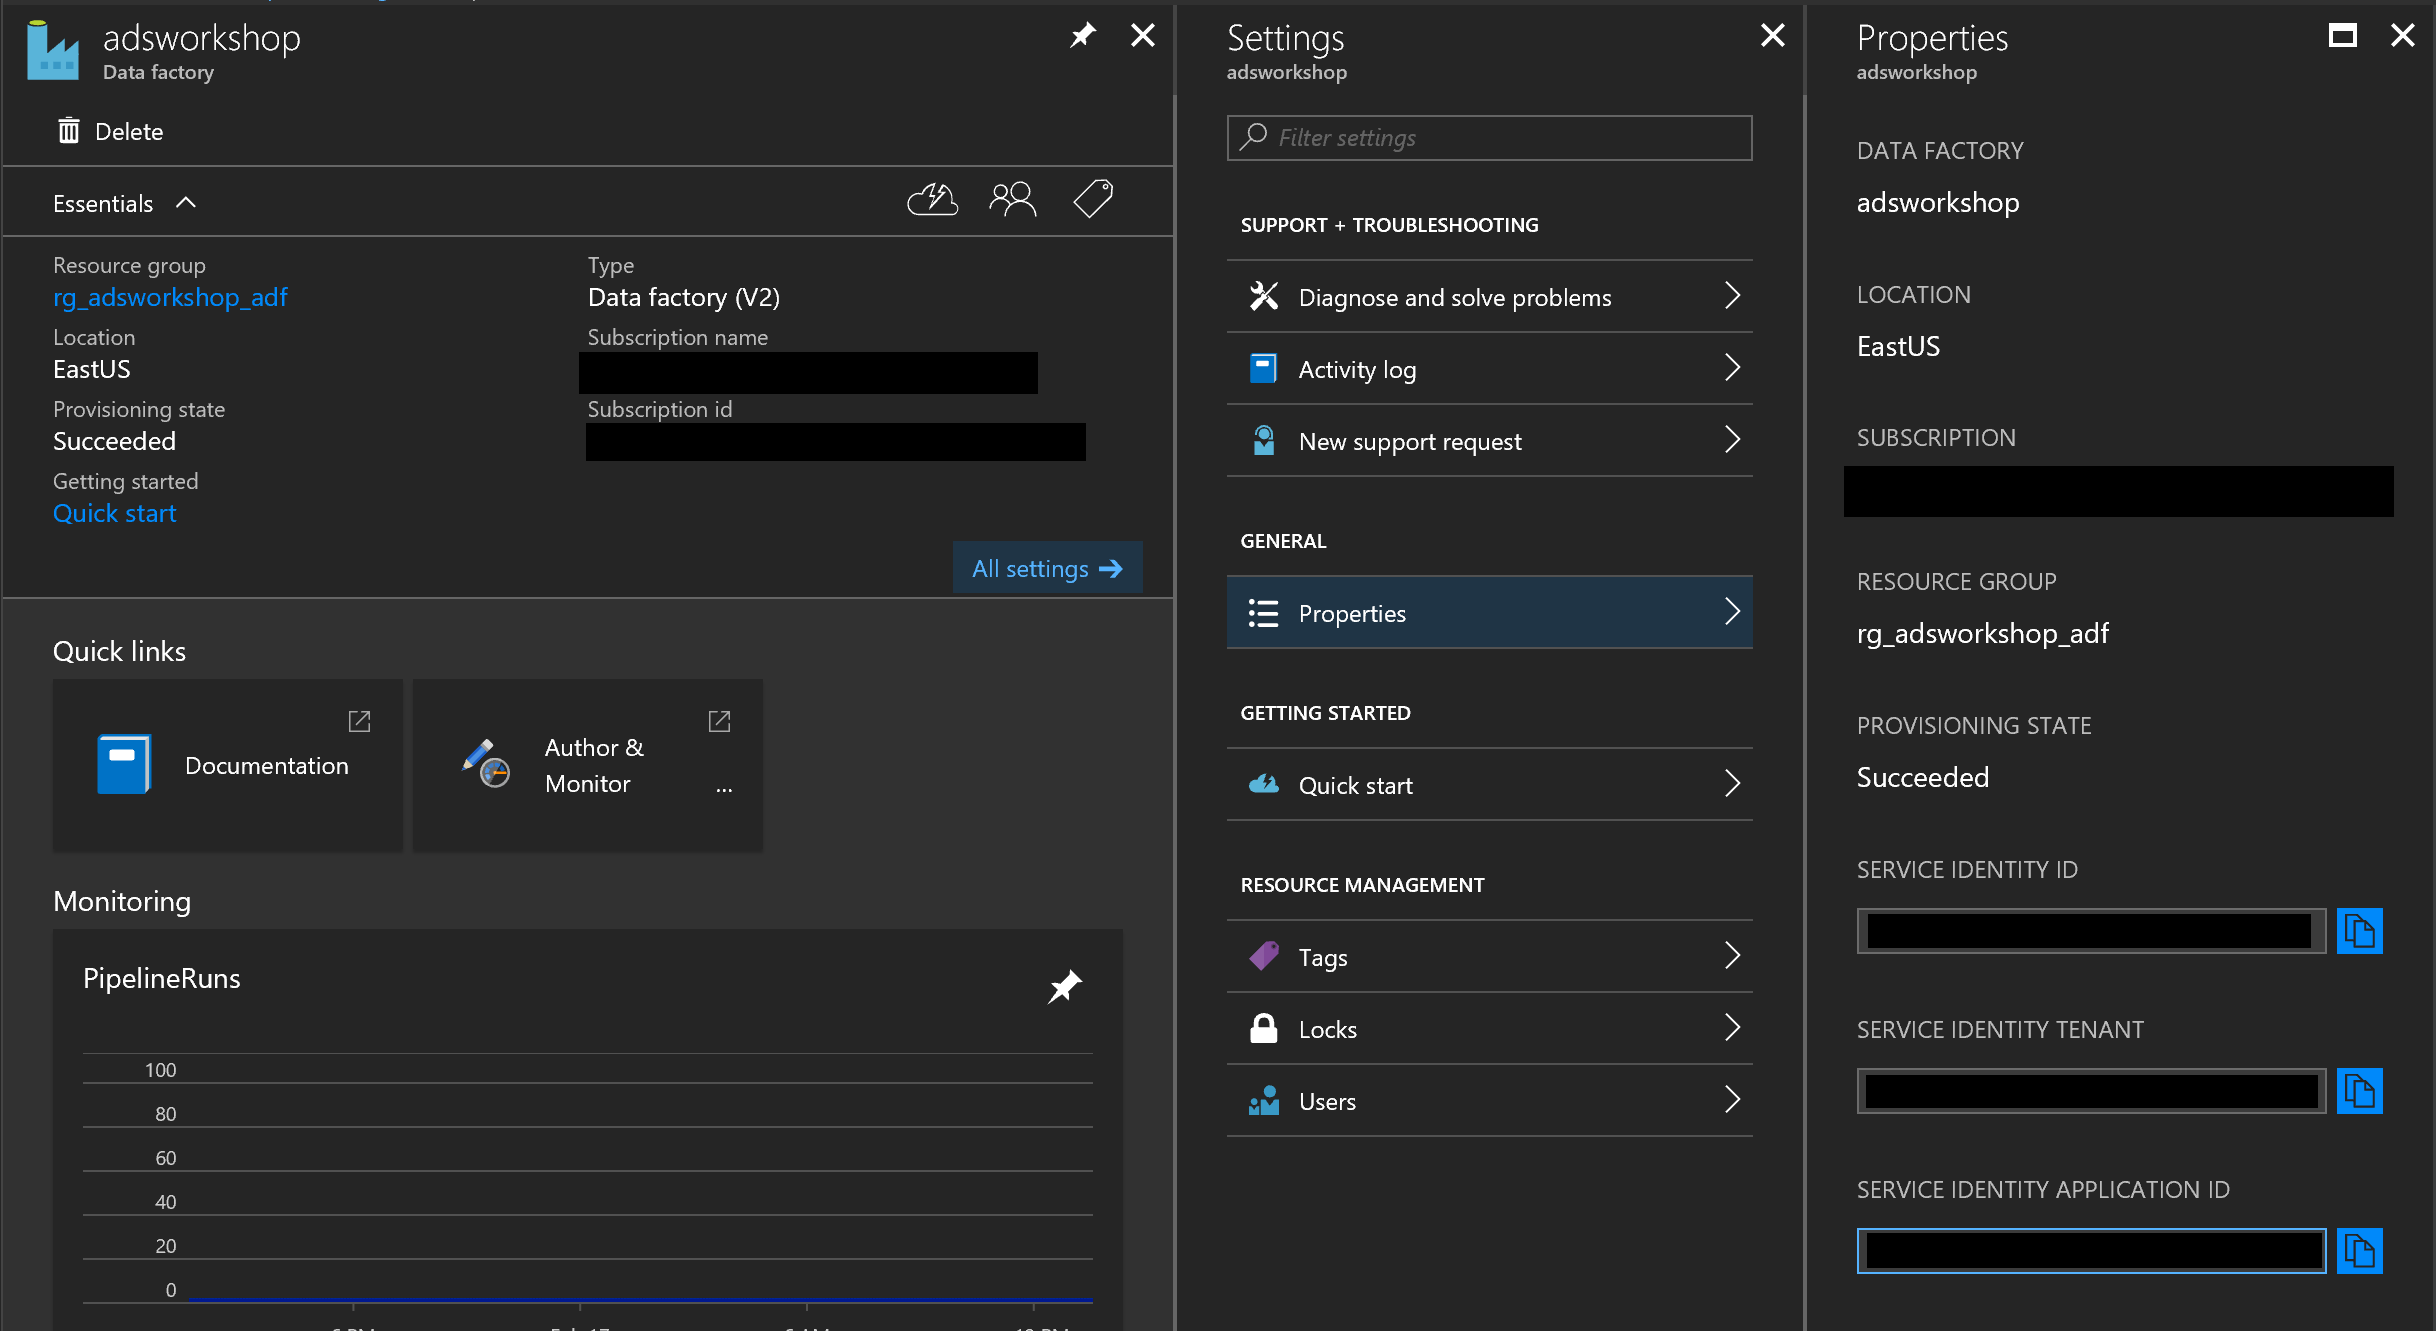 adsworkshop
Data factory
Delete
Essentials
Resource group
rg_adsworkshop_adf
Location
EastUS
Provisioning state
Succeeded
Getting started
Quick start
Type
Data factory (V2)
Subscription name
Subscription id
All settings
Quick links
Documentation
Author &
Monitor
...
Monitoring
PipelineRuns
100
80
60
40
20
0
Settings
adsworkshop
Filter settings
SUPPORT + TROUBLESHOOTING
Diagnose and solve problems
Activity log
New support request
GENERAL
Properties
GETTING STARTED
Quick start
RESOURCE MANAGEMENT
Tags
Locks
Users
Properties
adsworkshop
DATA FACTORY
adsworkshop
LOCATION
EastUS
SUBSCRIPTION
RESOURCE GROUP
rg_adsworkshop_adf
PROVISIONING STATE
Succeeded
SERVICE IDENTITY ID
SERVICE IDENTITY TENANT
SERVICE IDENTITY APPLICATION ID